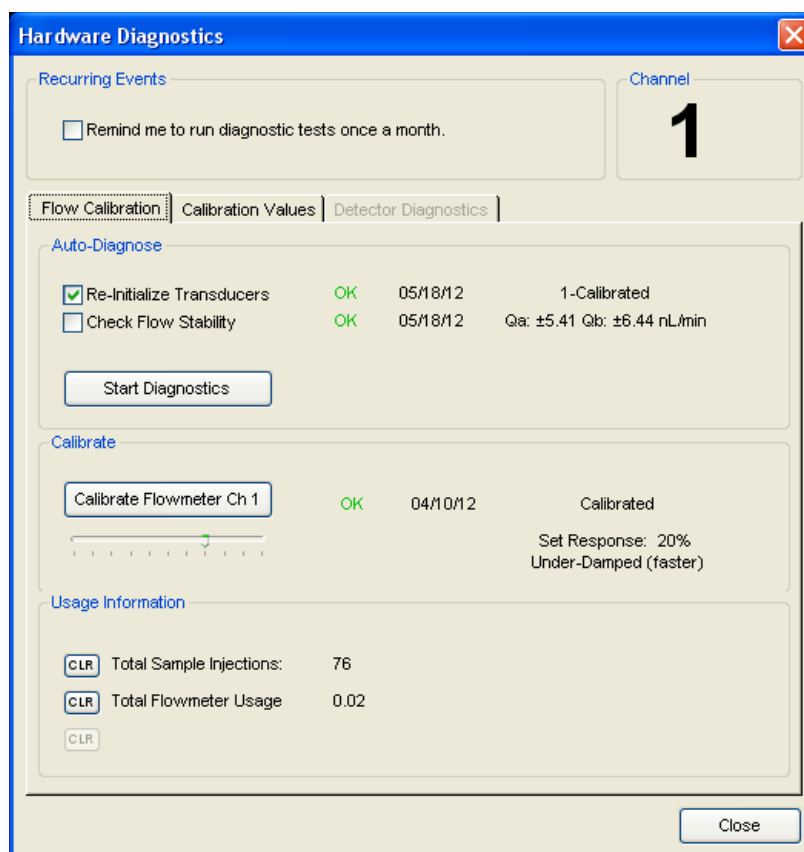 Hardware Diagnostics
Recurring Events
Remind me to run diagnostic tests once a month.
Channel
1
Flow Calibration
Calibration Values
Detector Diagnostics
Auto-Diagnose
Re-Initialize Transducers OK 05/18/12 1-Calibrated
Check Flow Stability OK 05/18/12 Qa: ±5.41 Qb: ±6.44 nL/min
Start Diagnostics
Calibrate
Calibrate Flowmeter Ch 1 OK 04/10/12 Calibrated
Set Response: 20%
Under-Damped (faster)
Usage Information
CLR Total Sample Injections: 76
CLR Total Flowmeter Usage 0.02
CLR
Close